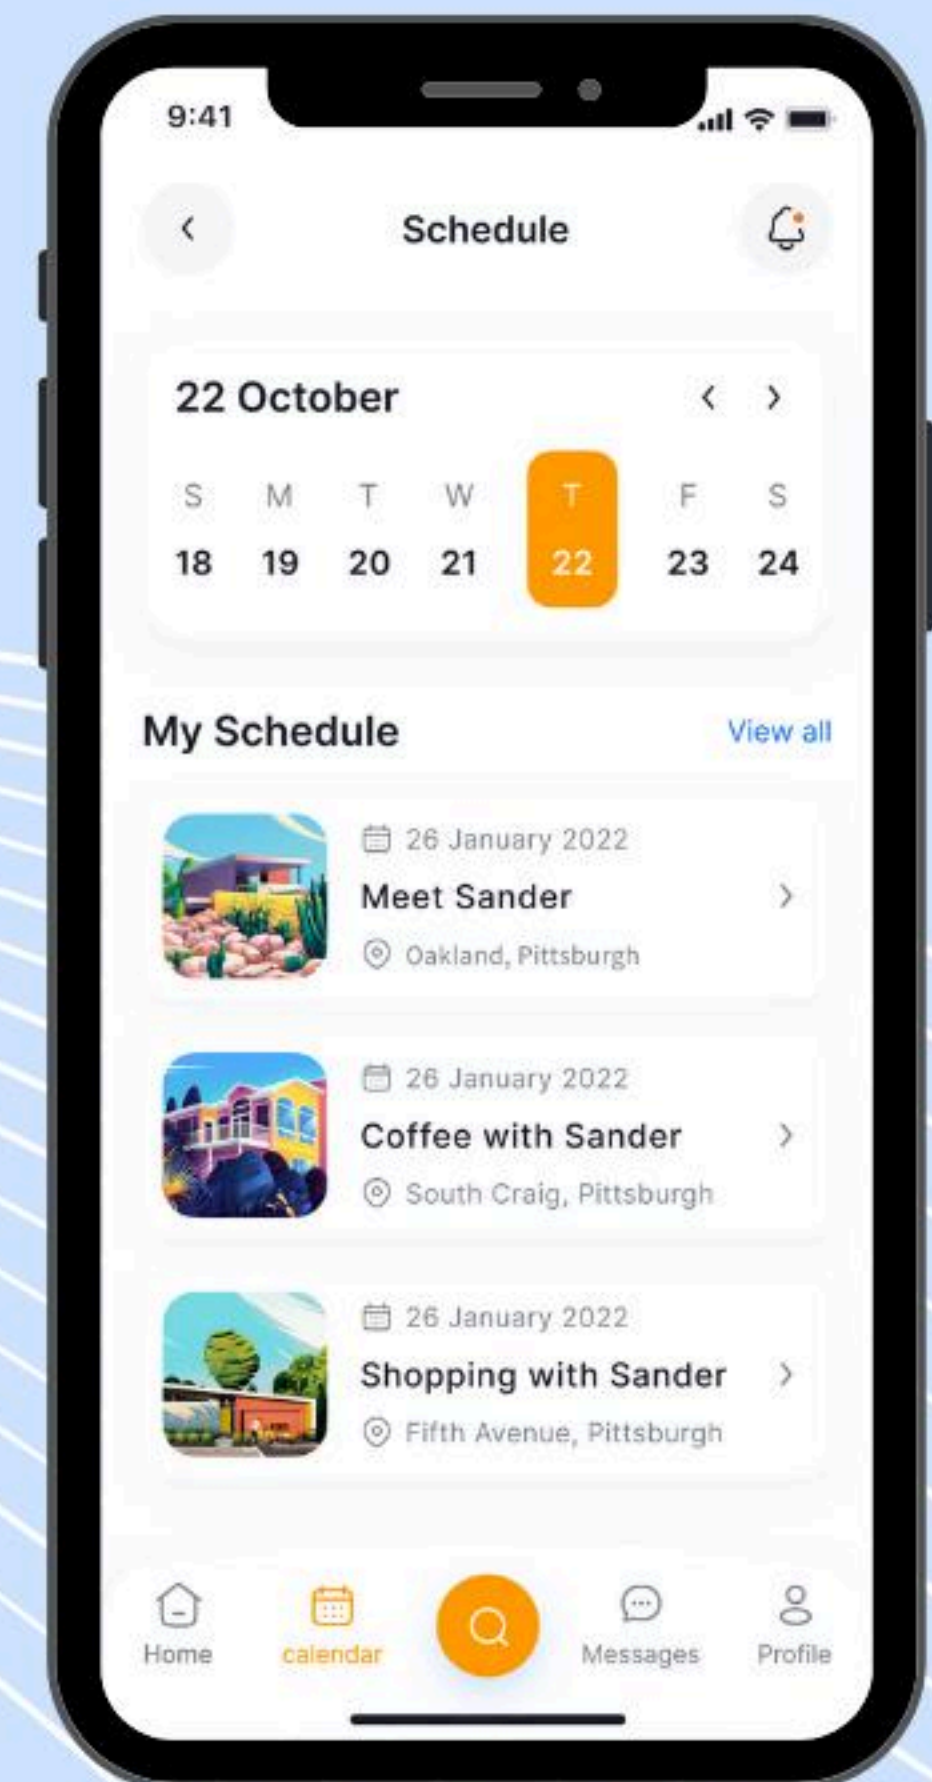 9:41
Schedule
22 October
S M T W T F S
18 19 20 21 22 23 24
My Schedule
View all
26 January 2022
Meet Sander
Oakland, Pittsburgh
26 January 2022
Coffee with Sander
South Craig, Pittsburgh
26 January 2022
Shopping with Sander
Fifth Avenue, Pittsburgh
Home
calendar
Messages
Profile